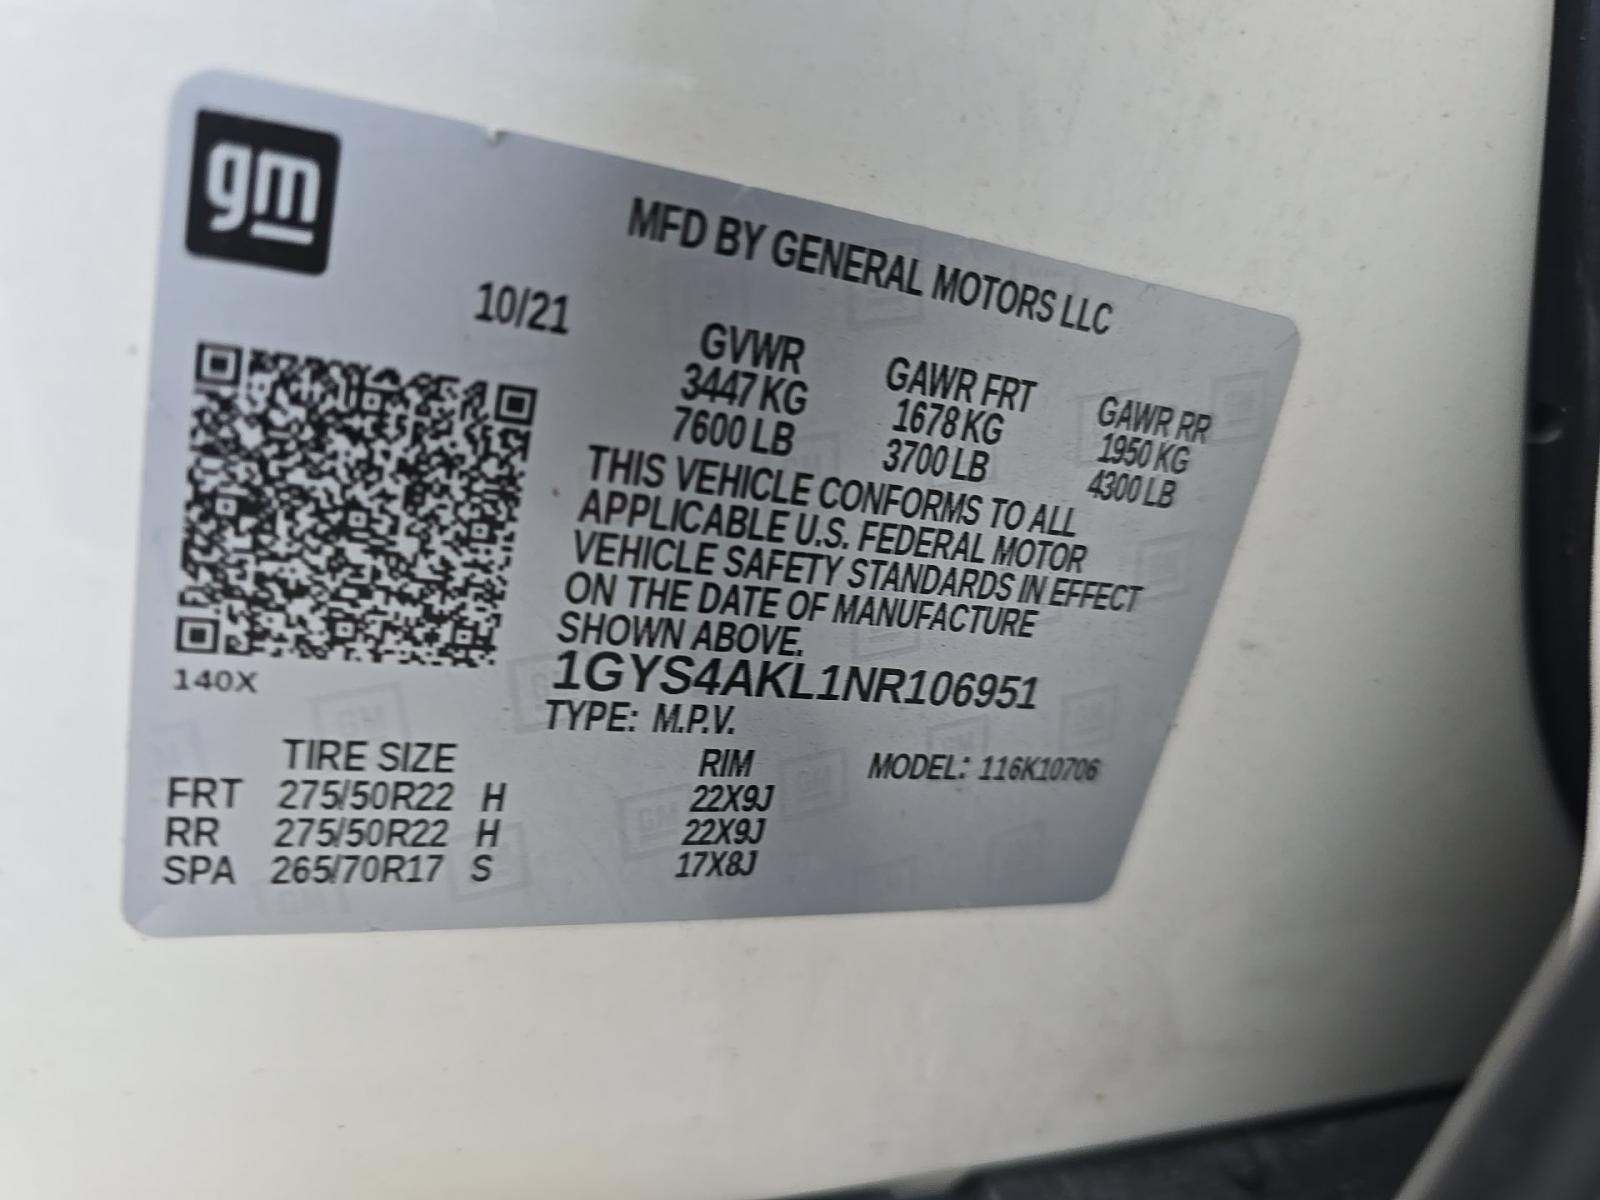 gm
MFD BY GENERAL MOTORS LLC
10/21
GVWR GAWR FRT GAWR RR
3447 KG 1678 KG 1950 KG
7600 LB 3700 LB 4300 LB
THIS VEHICLE CONFORMS TO ALL
APPLICABLE U.S. FEDERAL MOTOR
VEHICLE SAFETY STANDARDS IN EFFECT
ON THE DATE OF MANUFACTURE
SHOWN ABOVE.
1GYS4AKL1NR106951
140X
TYPE: M.P.V.
TIRE SIZE RIM MODEL: 116K10706
FRT 275/50R22 H 22X9J
RR 275/50R22 H 22X9J
SPA 265/70R17 S 17X8J